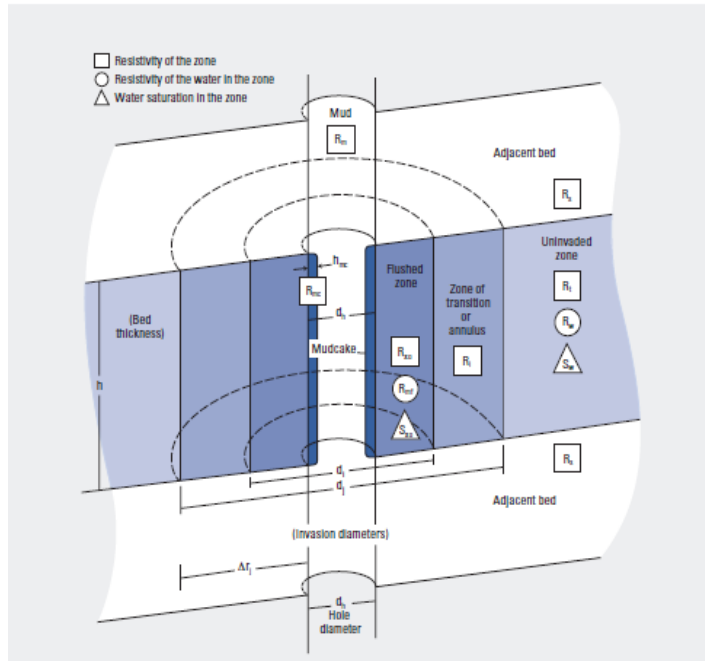 Resistivity of the zone
Resistivity of the water in the zone
Water saturation in the zone
Mud
Rm
Adjacent bed
Rs
Uninvaded
zone
Rt
Rw
Sw
hmc
Rmc
dh
Mudcake
Flushed
zone
Rxo
Rmf
Sxo
Zone of
transition
or
annulus
Ri
(Bed
thickness)
h
di
dj
Rs
Adjacent bed
(Invasion diameters)
Δrj
dh
Hole
diameter